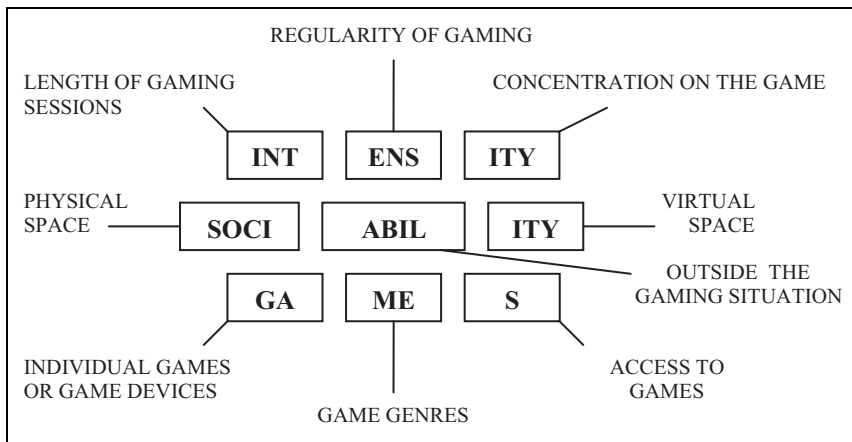 REGULARITY OF GAMING
LENGTH OF GAMING
SESSIONS
CONCENTRATION ON THE GAME
INT ENS ITY
PHYSICAL
SPACE
SOCI ABIL ITY
VIRTUAL
SPACE
OUTSIDE THE
GAMING SITUATION
GA ME S
INDIVIDUAL GAMES
OR GAME DEVICES
GAME GENRES
ACCESS TO
GAMES